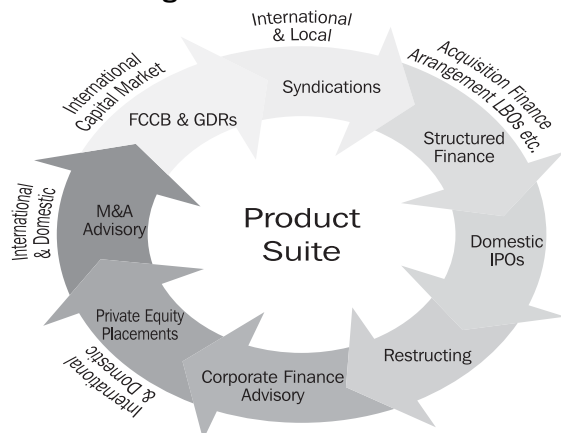 International
& Local
Syndications
Acquisition Finance
Arrangement LBOs etc.
Structured
Finance
Domestic
IPOs
Restructing
Corporate Finance
Advisory
International
& Domestic
Private Equity
Placements
International
& Domestic
M&A
Advisory
International
Capital Market
FCCB & GDRs
Product
Suite